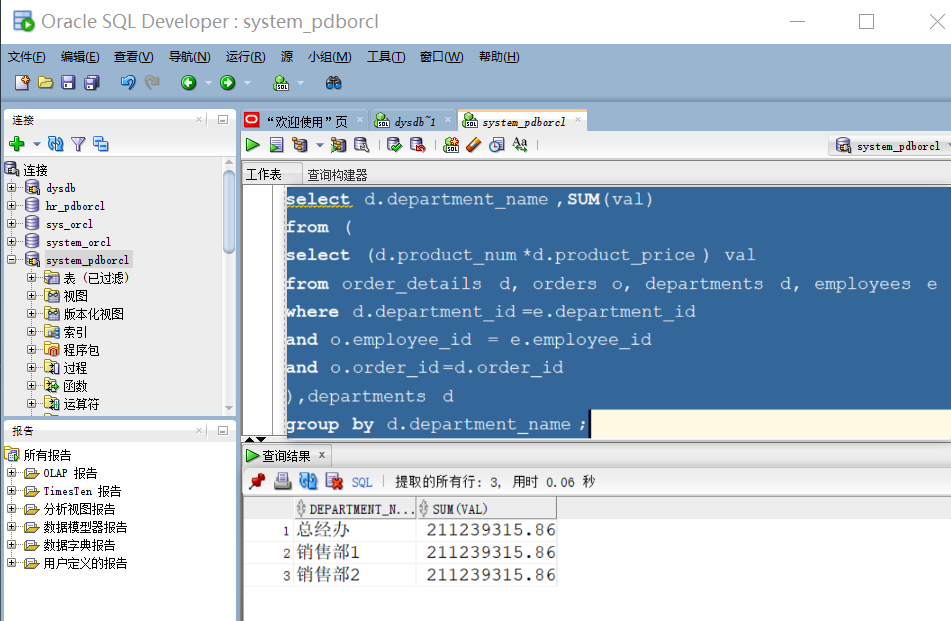 Oracle SQL Developer : system_pdborcl
文件(F) 编辑(E) 查看(V) 导航(N) 运行(R) 源 小组(M) 工具(T) 窗口(W) 帮助(H)
连接
连接
dysdb
hr_pdborcl
sys_orcl
system_orcl
system_pdborcl
表 (已过滤)
视图
版本化视图
索引
程序包
过程
函数
运算符
报告
所有报告
OLAP 报告
TimesTen 报告
分析视图报告
数据模型器报告
数据字典报告
用户定义的报告
“欢迎使用”页 dysdb~1 system_pdborcl
system_pdborcl
工作表 查询构建器
select d.department_name ,SUM(val)
from (
select (d.product_num *d.product_price ) val
from order_details d, orders o, departments d, employees e
where d.department_id =e.department_id
and o.employee_id = e.employee_id
and o.order_id =d.order_id
),departments d
group by d.department_name ;
查询结果
SQL | 提取的所有行: 3, 用时 0.06 秒
DEPARTMENT_N... SUM(VAL)
1 总经办 211239315.86
2 销售部1 211239315.86
3 销售部2 211239315.86